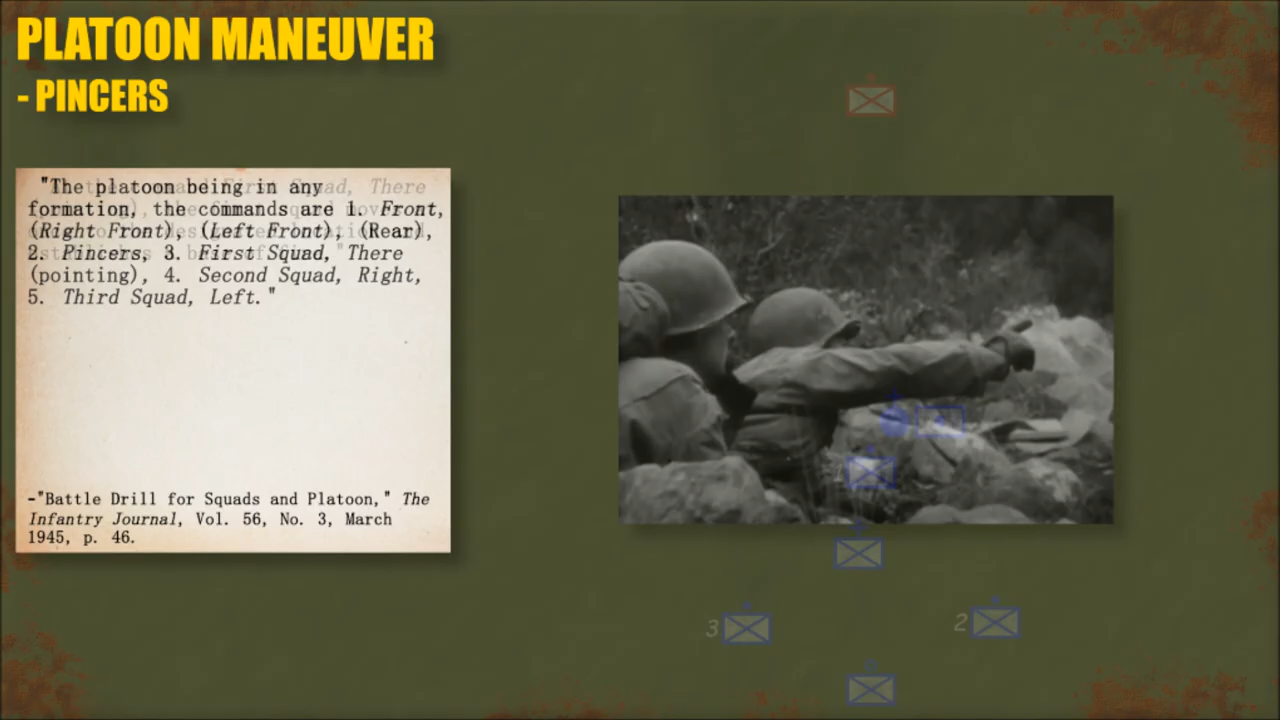 PLATOON MANEUVER
- PINCERS
"The platoon being in any
formation, the commands are 1. Front,
(Right Front), (Left Front), (Rear),
2. Pincers, 3. First Squad, There
(pointing), 4. Second Squad, Right,
5. Third Squad, Left."
-"Battle Drill for Squads and Platoon," The
Infantry Journal, Vol. 56, No. 3, March
1945, p. 46.
3
2